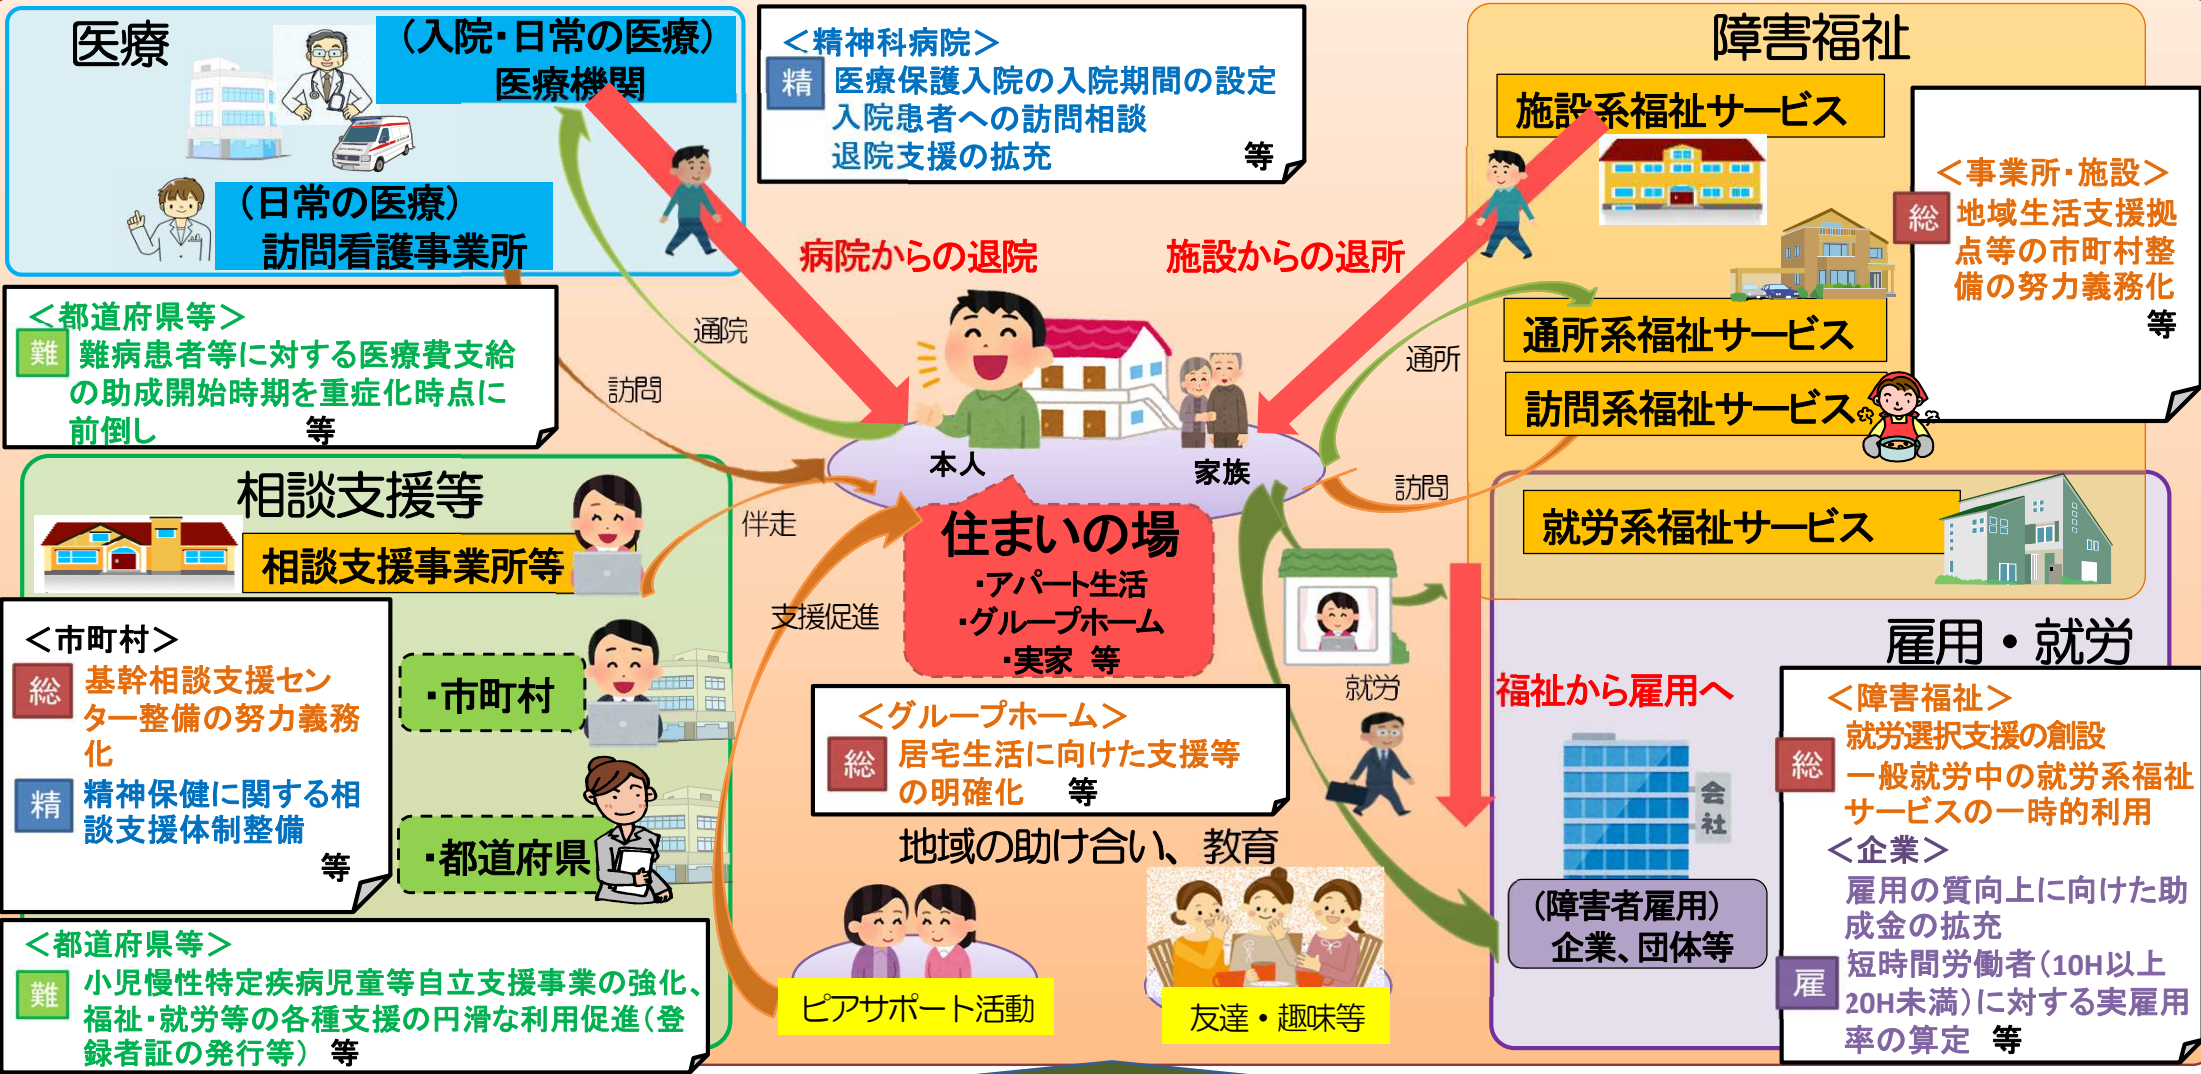 医療
（入院・日常の医療）
医療機関
（日常の医療）
訪問看護事業所
＜精神科病院＞
精 医療保護入院の入院期間の設定
入院患者への訪問相談
退院支援の拡充 等
障害福祉
施設系福祉サービス
＜事業所・施設＞
総 地域生活支援拠
点等の市町村整
備の努力義務化
等
通所系福祉サービス
訪問系福祉サービス
就労系福祉サービス
病院からの退院
施設からの退所
通院
訪問
通所
訪問
＜都道府県等＞
難 難病患者等に対する医療費支給
の助成開始時期を重症化時点に
前倒し 等
本人
家族
住まいの場
・アパート生活
・グループホーム
・実家 等
相談支援等
相談支援事業所等
伴走
支援促進
＜市町村＞
総 基幹相談支援セン
ター整備の努力義務
化
精 精神保健に関する相
談支援体制整備
等
・市町村
・都道府県
＜都道府県等＞
難 小児慢性特定疾病児童等自立支援事業の強化、
福祉・就労等の各種支援の円滑な利用促進（登
録者証の発行等） 等
＜グループホーム＞
総 居宅生活に向けた支援等
の明確化 等
地域の助け合い、教育
ピアサポート活動
友達・趣味等
就労
福祉から雇用へ
雇用・就労
会社
（障害者雇用）
企業、団体等
＜障害福祉＞
就労選択支援の創設
総 一般就労中の就労系福祉
サービスの一時的利用
＜企業＞
雇用の質向上に向けた助
成金の拡充
雇 短時間労働者（10H以上
20H未満）に対する実雇用
率の算定 等